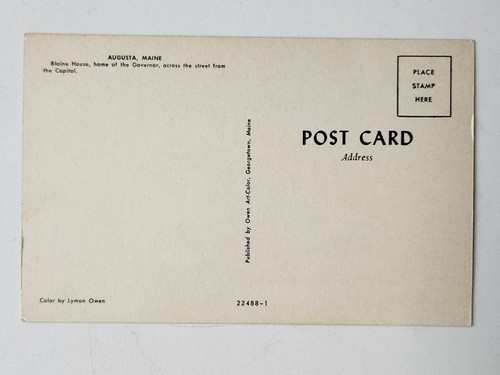 AUGUSTA, MAINE
Blaine House, home of the Governor, across the street from
the Capitol.
PLACE
STAMP
HERE
POST CARD
Address
Published by Owen Art-Color, Georgetown, Maine
Color by Lyman Owen
22488-1